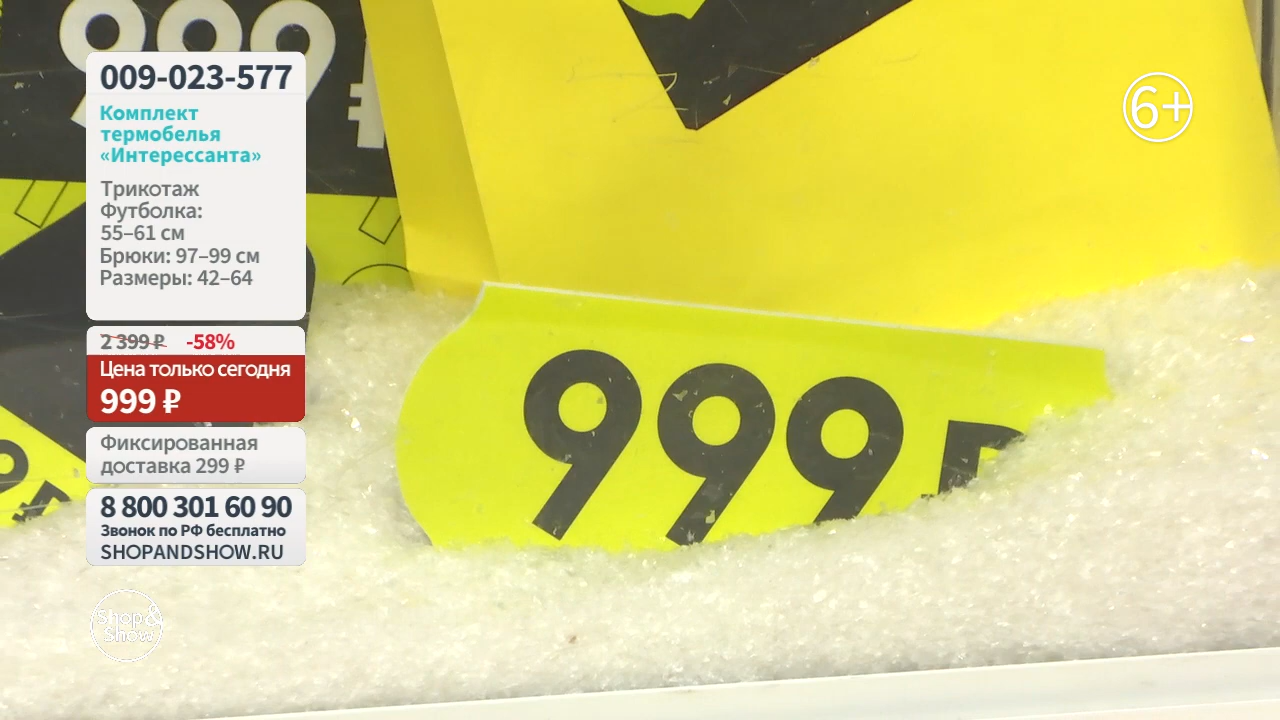 999 ₽
009-023-577
Комплект
термобелья
«Интерессанта»
Трикотаж
Футболка:
55–61 см
Брюки: 97–99 см
Размеры: 42–64
2 399 ₽ -58%
Цена только сегодня
999 ₽
Фиксированная
доставка 299 ₽
8 800 301 60 90
Звонок по РФ бесплатно
SHOPANDSHOW.RU
Shop&
Show
6+
999 ₽